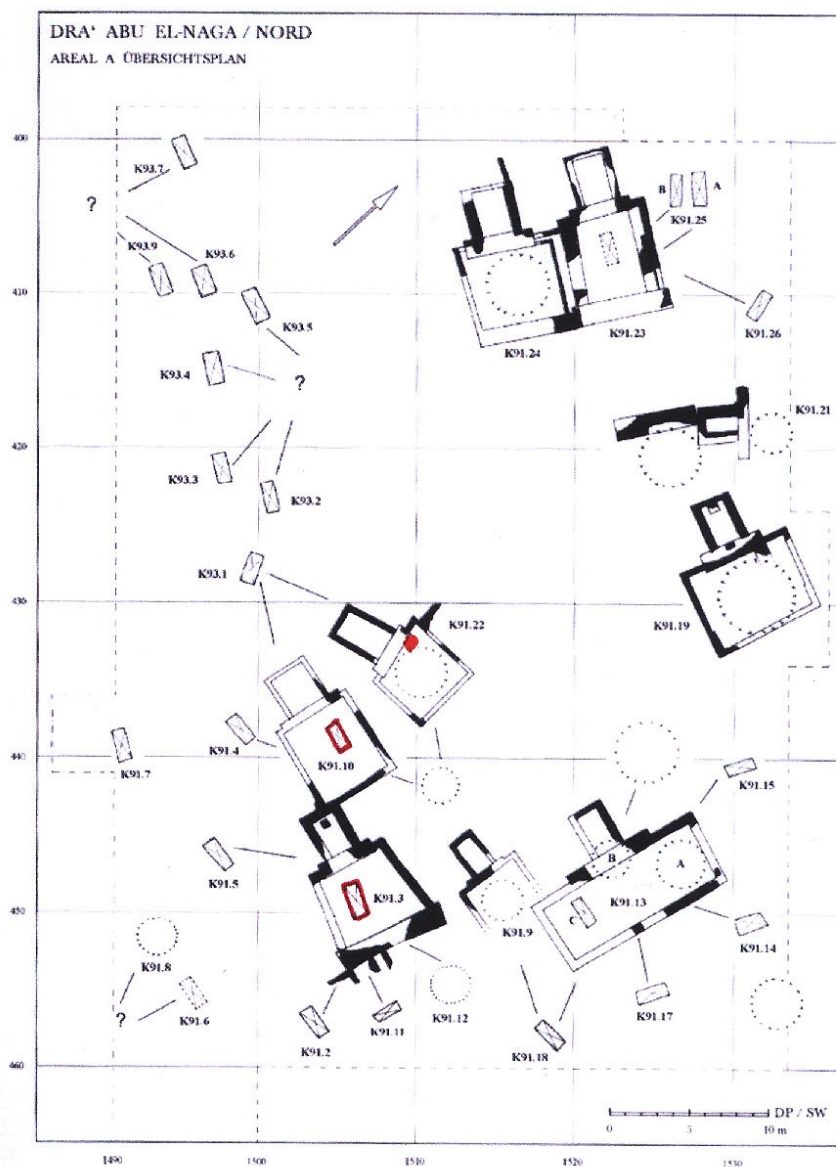 DRA' ABU EL-NAGA / NORD
AREAL A ÜBERSICHTSPLAN
400
K93.7
B
A
?
K91.25
K93.9
K93.6
410
K93.5
K91.26
K91.24
K91.23
K93.4
?
K91.21
420
K93.3
K93.2
K93.1
430
K91.22
K91.19
K91.4
440
K91.7
K91.10
K91.15
K91.5
B
A
K91.3
K91.13
450
C
K91.9
K91.14
K91.8
K91.12
K91.6
K91.17
?
K91.11
K91.2
K91.18
460
DP / SW
0
10 m
1490
1500
1510
1520
1530